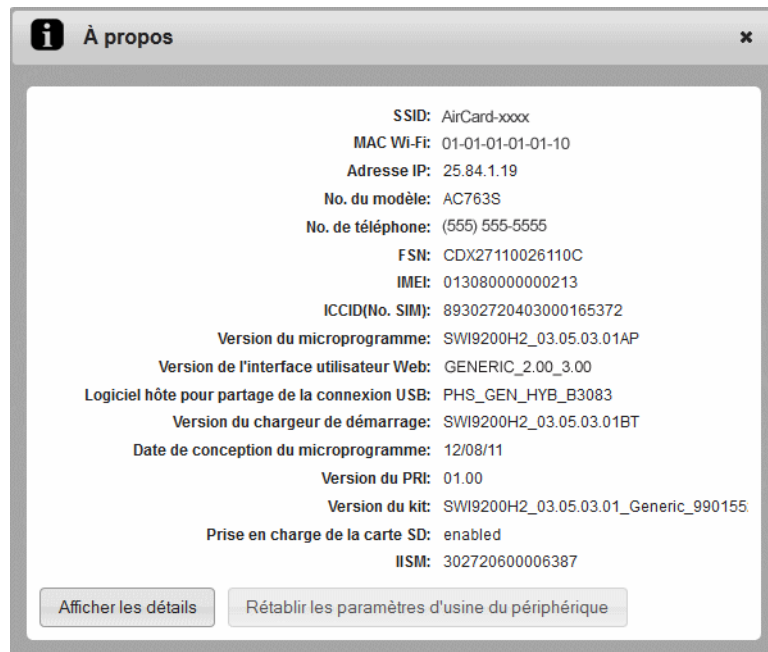 À propos
SSID: AirCard-xxxx
MAC Wi-Fi: 01-01-01-01-01-10
Adresse IP: 25.84.1.19
No. du modèle: AC763S
No. de téléphone: (555) 555-5555
FSN: CDX27110026110C
IMEI: 013080000000213
ICCID(No. SIM): 89302720403000165372
Version du microprogramme: SWI9200H2_03.05.03.01AP
Version de l'interface utilisateur Web: GENERIC_2.00_3.00
Logiciel hôte pour partage de la connexion USB: PHS_GEN_HYB_B3083
Version du chargeur de démarrage: SWI9200H2_03.05.03.01BT
Date de conception du microprogramme: 12/08/11
Version du PRI: 01.00
Version du kit: SWI9200H2_03.05.03.01_Generic_990155
Prise en charge de la carte SD: enabled
IISM: 302720600006387
Afficher les détails Rétablir les paramètres d'usine du périphérique